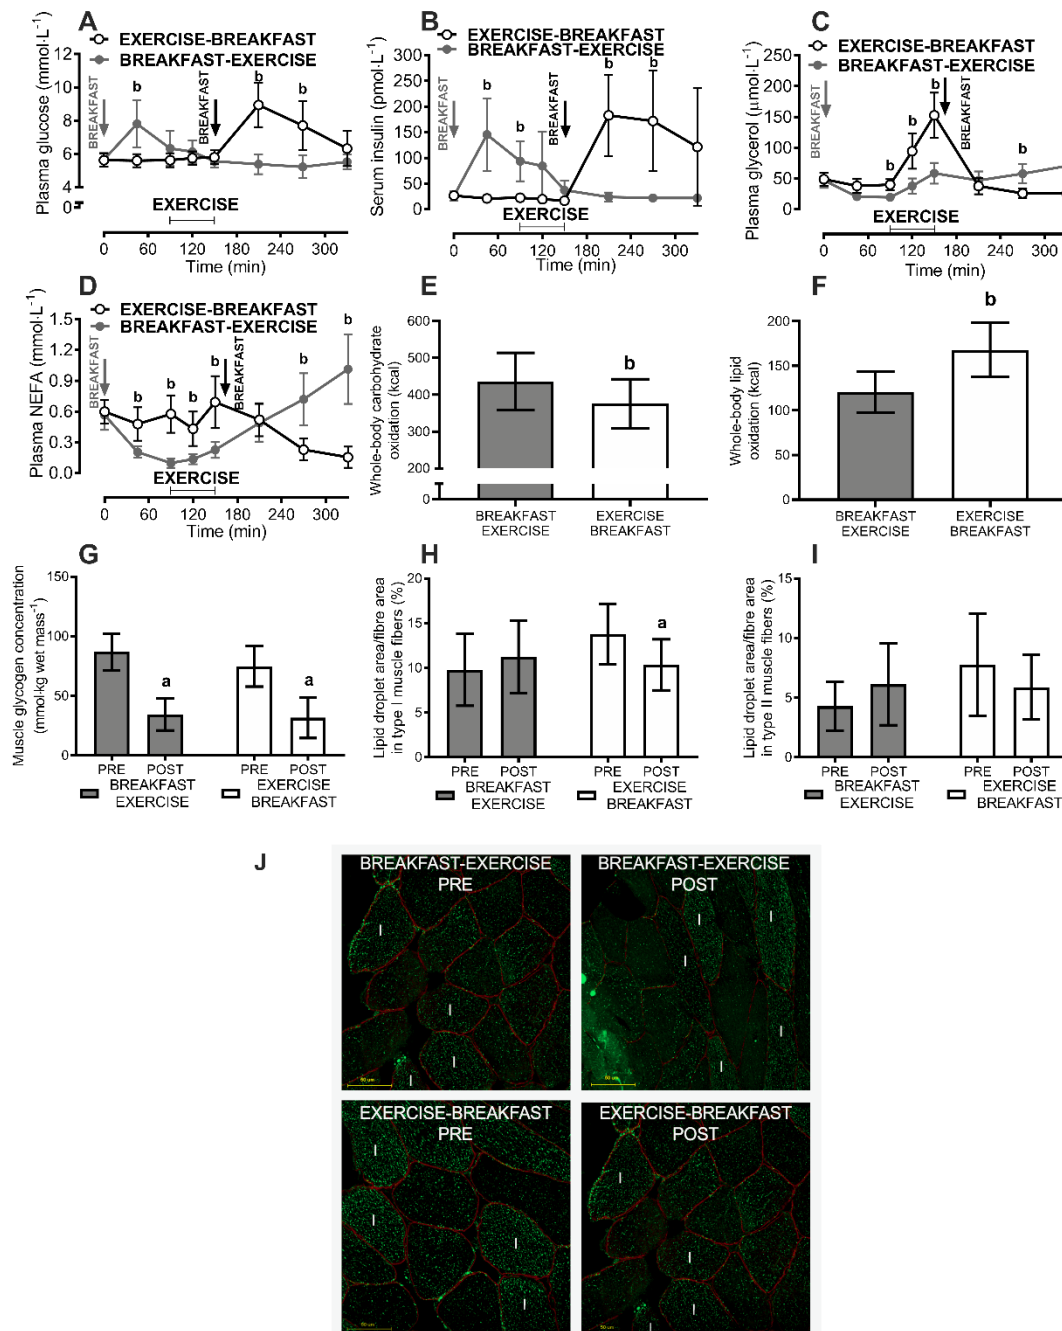 A
EXERCISE-BREAKFAST
BREAKFAST-EXERCISE
Plasma glucose (mmol·L⁻¹)
12
10
8
6
4
0
BREAKFAST
b
BREAKFAST
b
b
EXERCISE
0 60 120 180 240 300
Time (min)
B
EXERCISE-BREAKFAST
BREAKFAST-EXERCISE
Serum insulin (pmol·L⁻¹)
300
250
200
150
100
50
0
BREAKFAST
b
b
BREAKFAST
b
b
EXERCISE
0 60 120 180 240 300
Time (min)
C
EXERCISE-BREAKFAST
BREAKFAST-EXERCISE
Plasma glycerol (µmol·L⁻¹)
250
200
150
100
50
0
BREAKFAST
b
b
b
BREAKFAST
b
EXERCISE
0 60 120 180 240 300
Time (min)
D
EXERCISE-BREAKFAST
BREAKFAST-EXERCISE
Plasma NEFA (mmol·L⁻¹)
1.5
1.2
0.9
0.6
0.3
0.0
BREAKFAST
b
b
b
b
BREAKFAST
b
b
EXERCISE
0 60 120 180 240 300
Time (min)
E
Whole-body carbohydrate
oxidation (kcal)
600
500
400
300
200
0
b
BREAKFAST EXERCISE
EXERCISE BREAKFAST
F
Whole-body lipid
oxidation (kcal)
200
150
100
50
0
b
BREAKFAST EXERCISE
EXERCISE BREAKFAST
G
Muscle glycogen concentration
(mmol·kg wet mass⁻¹)
150
100
50
0
a
a
PRE POST PRE POST
BREAKFAST EXERCISE
EXERCISE BREAKFAST
H
Lipid droplet area/fibre area
in type I muscle fibers (%)
20
15
10
5
0
a
PRE POST PRE POST
BREAKFAST EXERCISE
EXERCISE BREAKFAST
I
Lipid droplet area/fibre area
in type II muscle fibers (%)
15
10
5
0
PRE POST PRE POST
BREAKFAST EXERCISE
EXERCISE BREAKFAST
J
BREAKFAST-EXERCISE
PRE
I
I
I
I
50 um
BREAKFAST-EXERCISE
POST
I
I
I
I
I
50 um
EXERCISE-BREAKFAST
PRE
I
I
I
I
50 um
EXERCISE-BREAKFAST
POST
I
I
I
I
50 um